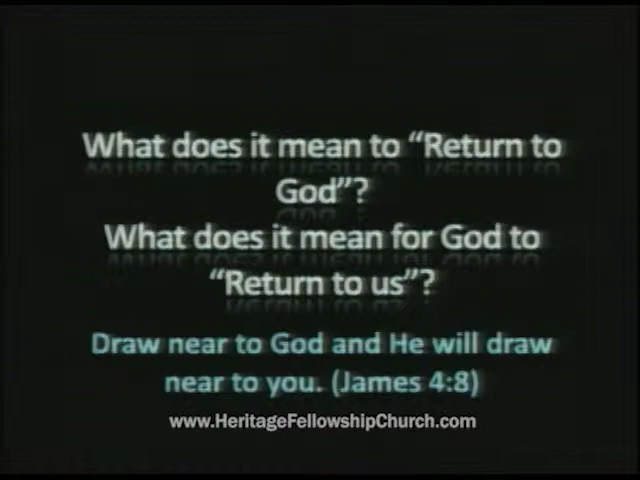 What does it mean to “Return to
God”?
What does it mean for God to
“Return to us”?
Draw near to God and He will draw
near to you. (James 4:8)
www.HeritageFellowshipChurch.com